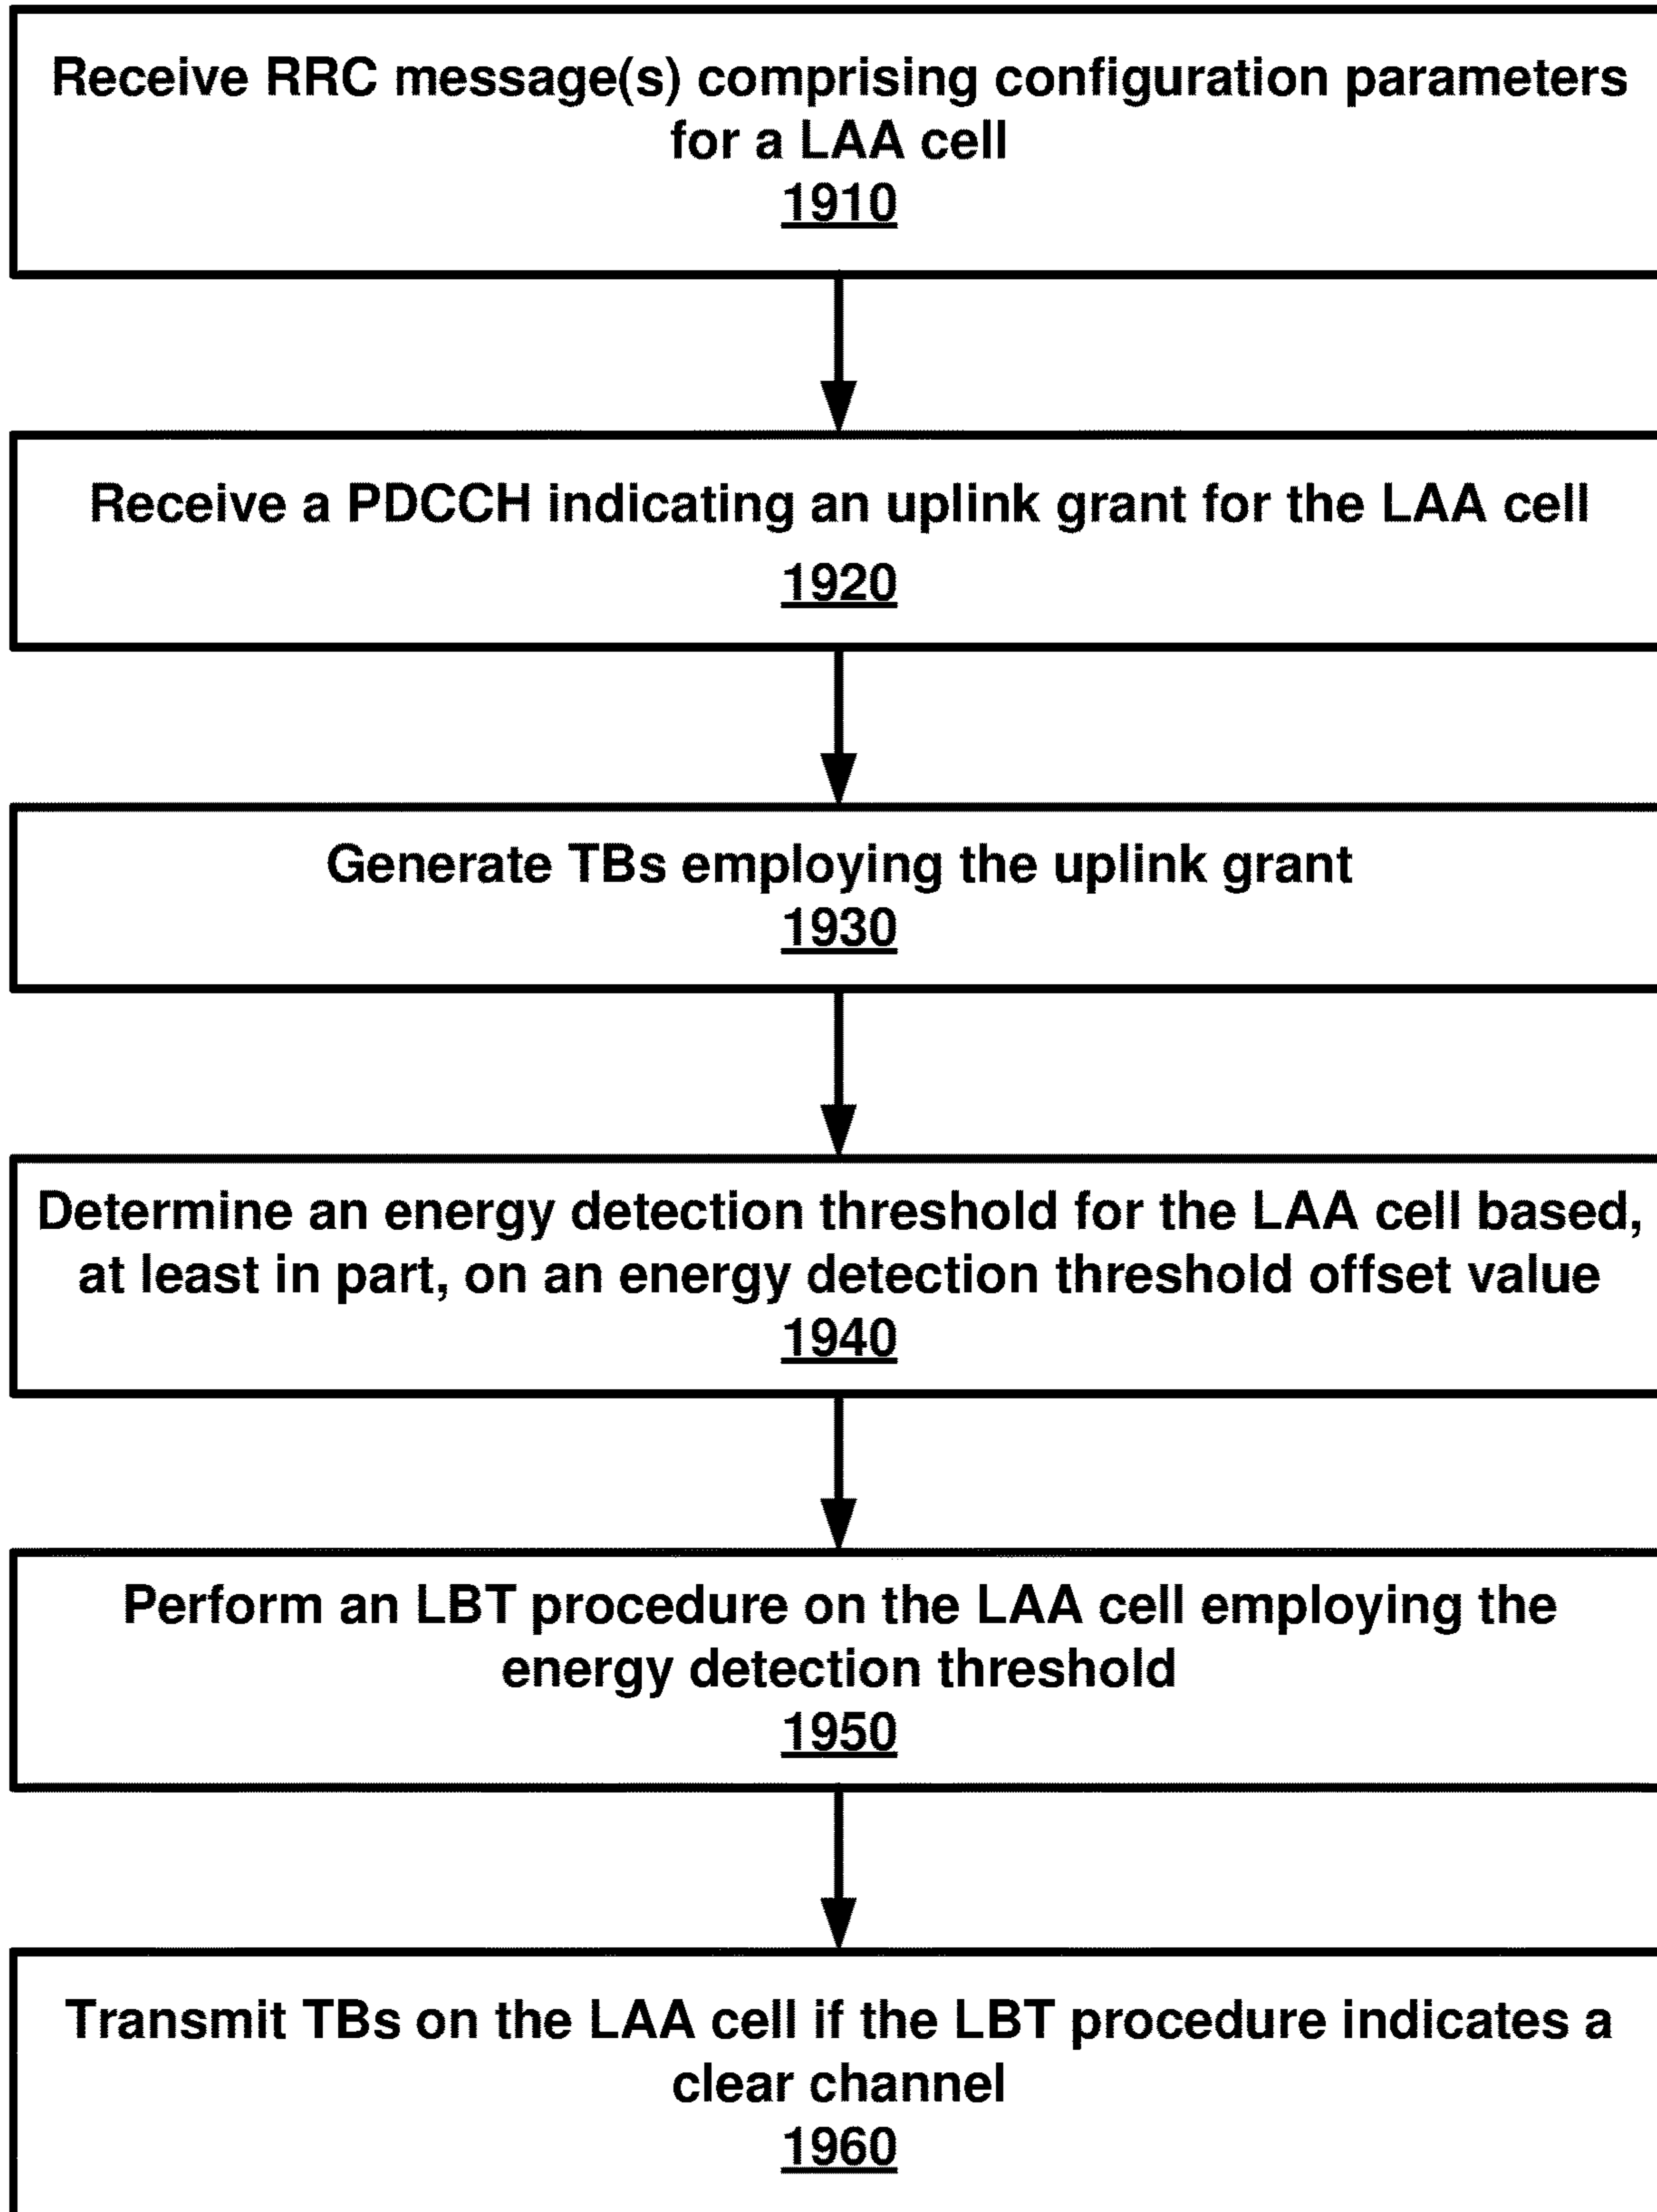 Receive RRC message(s) comprising configuration parameters
for a LAA cell
1910
Receive a PDCCH indicating an uplink grant for the LAA cell
1920
Generate TBs employing the uplink grant
1930
Determine an energy detection threshold for the LAA cell based,
at least in part, on an energy detection threshold offset value
1940
Perform an LBT procedure on the LAA cell employing the
energy detection threshold
1950
Transmit TBs on the LAA cell if the LBT procedure indicates a
clear channel
1960